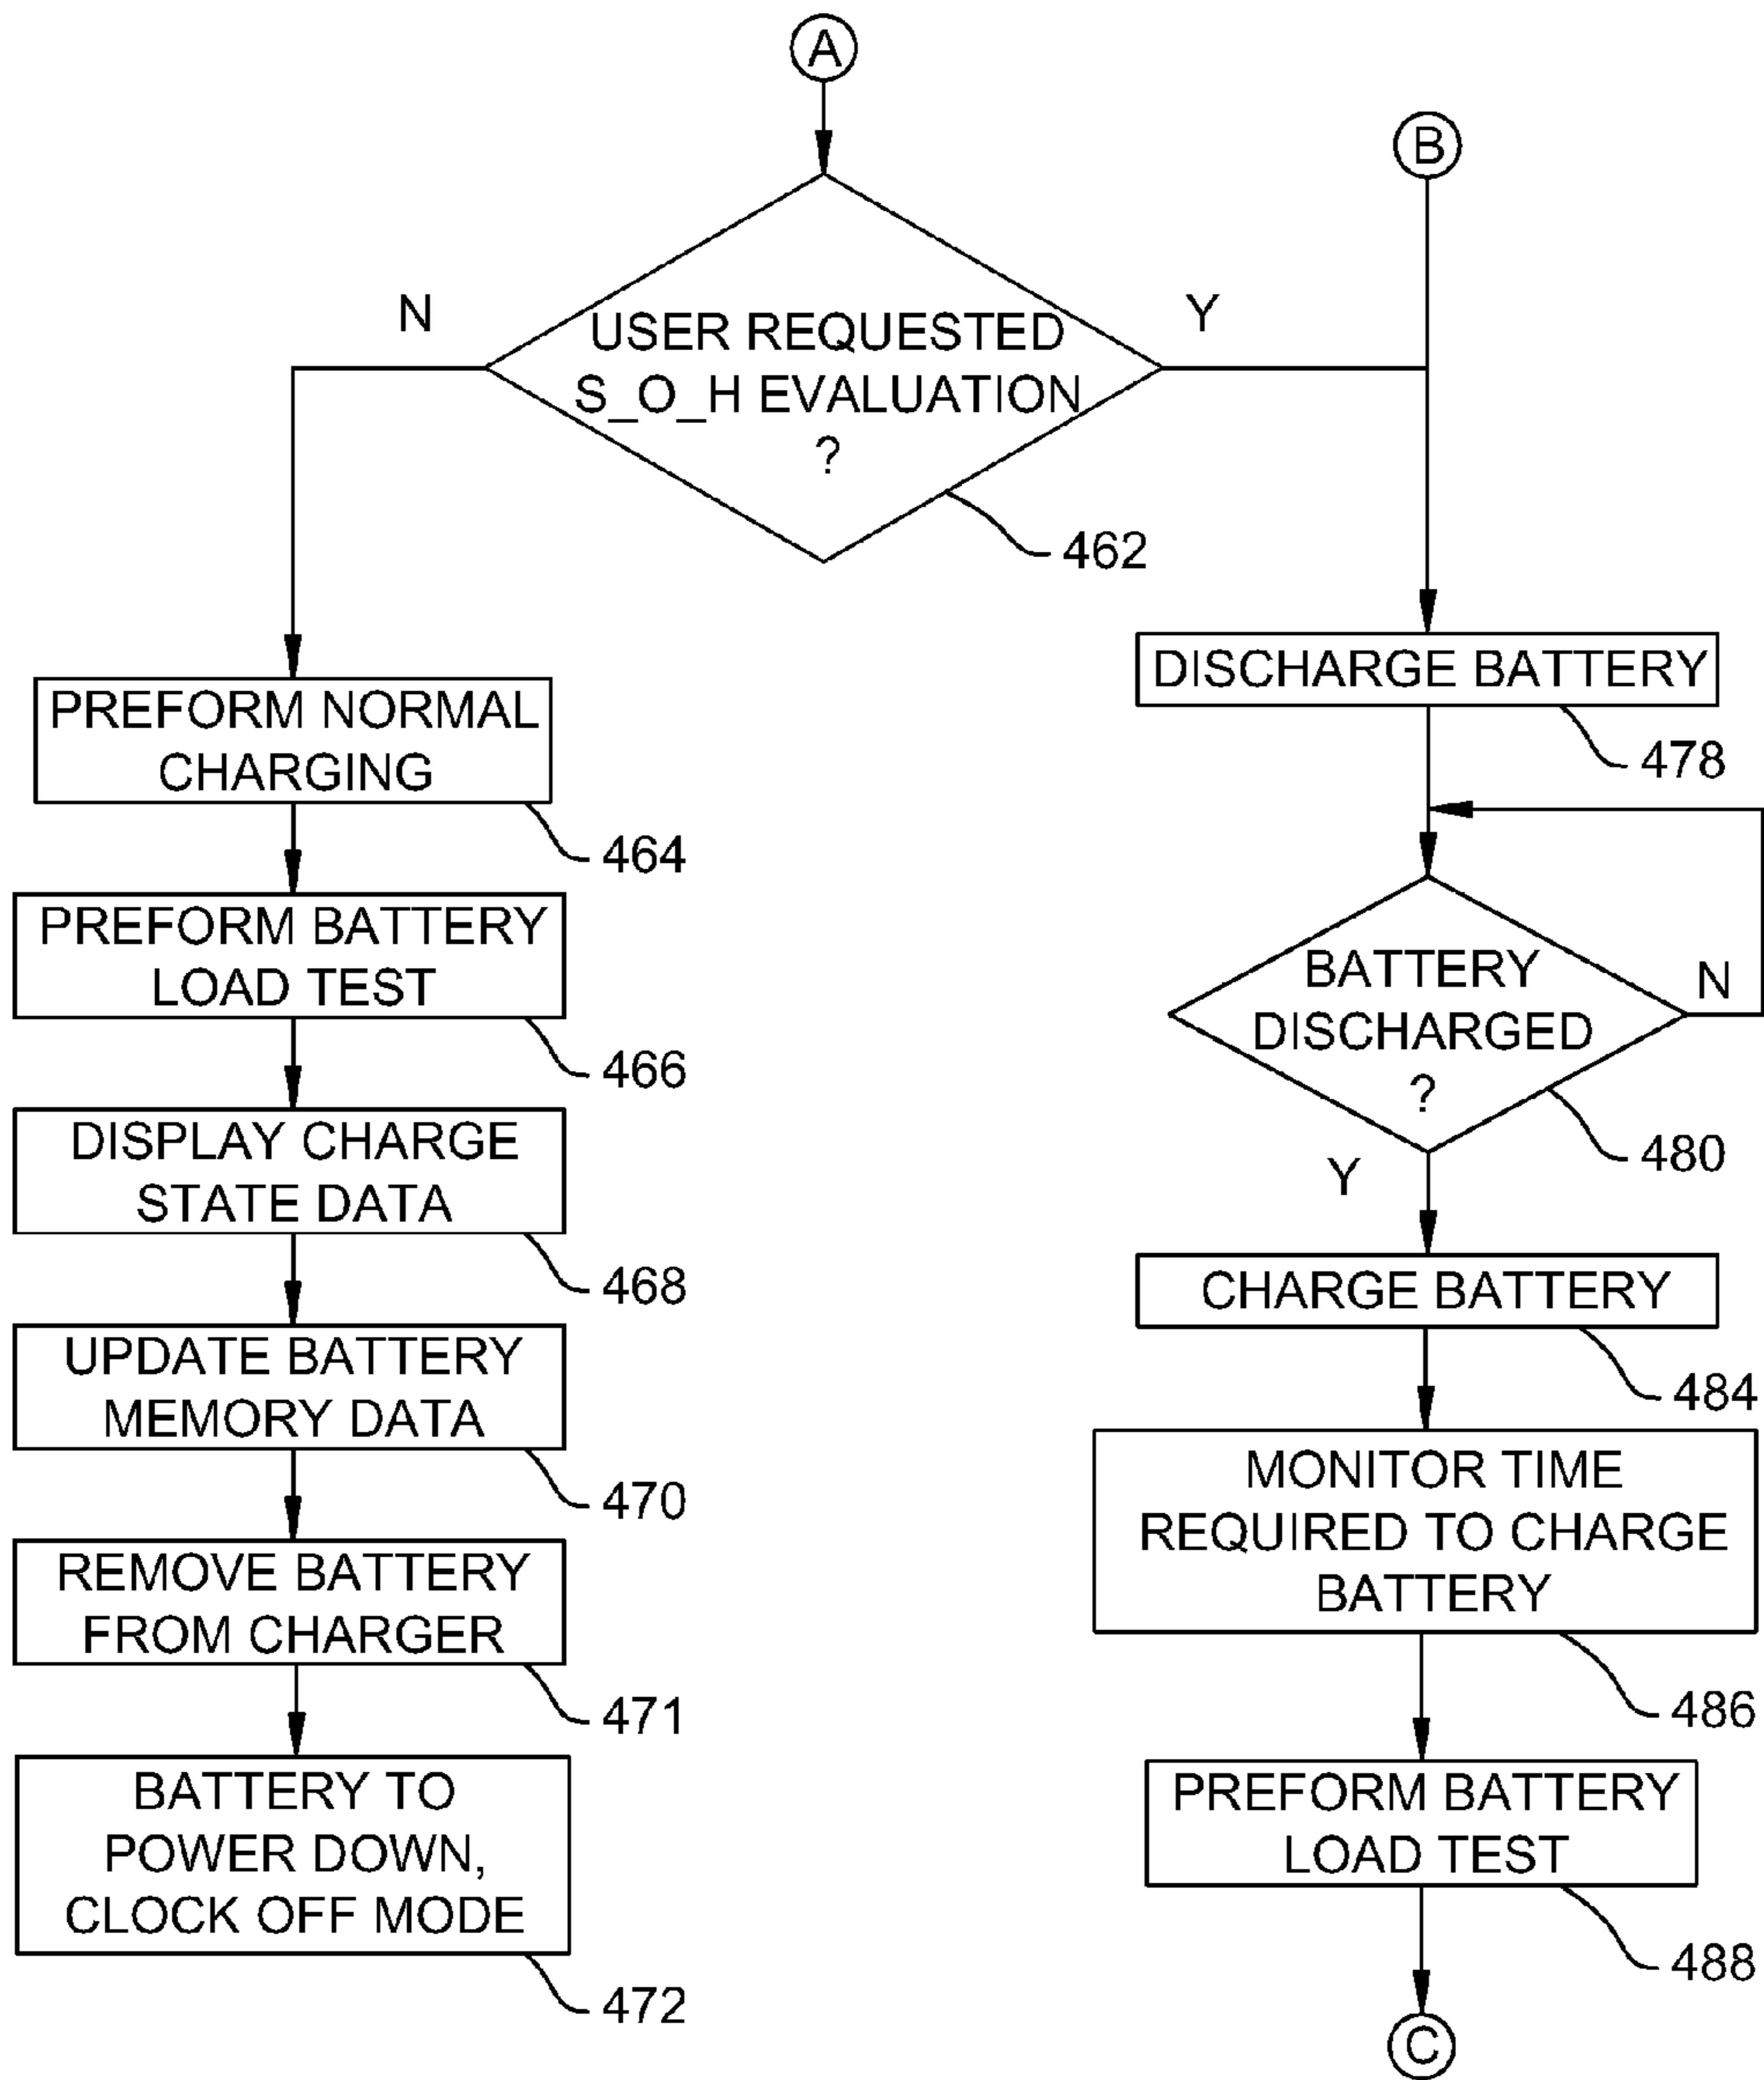 A
B
N
Y
USER REQUESTED
S_O_H EVALUATION
?
462
PREFORM NORMAL
CHARGING
464
PREFORM BATTERY
LOAD TEST
466
DISPLAY CHARGE
STATE DATA
468
UPDATE BATTERY
MEMORY DATA
470
REMOVE BATTERY
FROM CHARGER
471
BATTERY TO
POWER DOWN,
CLOCK OFF MODE
472
DISCHARGE BATTERY
478
BATTERY
DISCHARGED
?
N
480
Y
CHARGE BATTERY
484
MONITOR TIME
REQUIRED TO CHARGE
BATTERY
486
PREFORM BATTERY
LOAD TEST
488
C